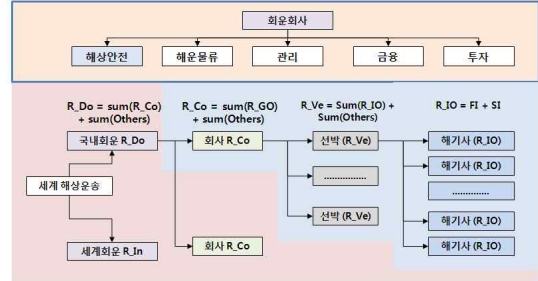 회운회사
해상안전 해운물류 관리 금융 투자
R_Do = sum(R_Co) + sum(Others)
R_Co = sum(R_GO) + sum(Others)
R_Ve = Sum(R_IO) + Sum(Others)
R_IO = FI + SI
국내회운 R_Do
회사 R_Co
선박 (R_Ve)
해기사 (R_IO)
해기사 (R_IO)
...............
..............
세계 해상운송
선박 (R_Ve)
해기사 (R_IO)
세계회운 R_In
회사 R_Co
해기사 (R_IO)